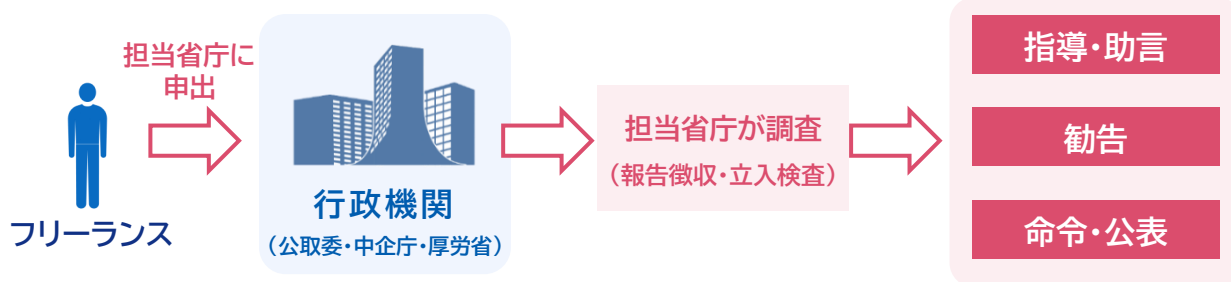 担当省庁に
申出
フリーランス
行政機関
（公取委・中企庁・厚労省）
担当省庁が調査
（報告徴収・立入検査）
指導・助言
勧告
命令・公表